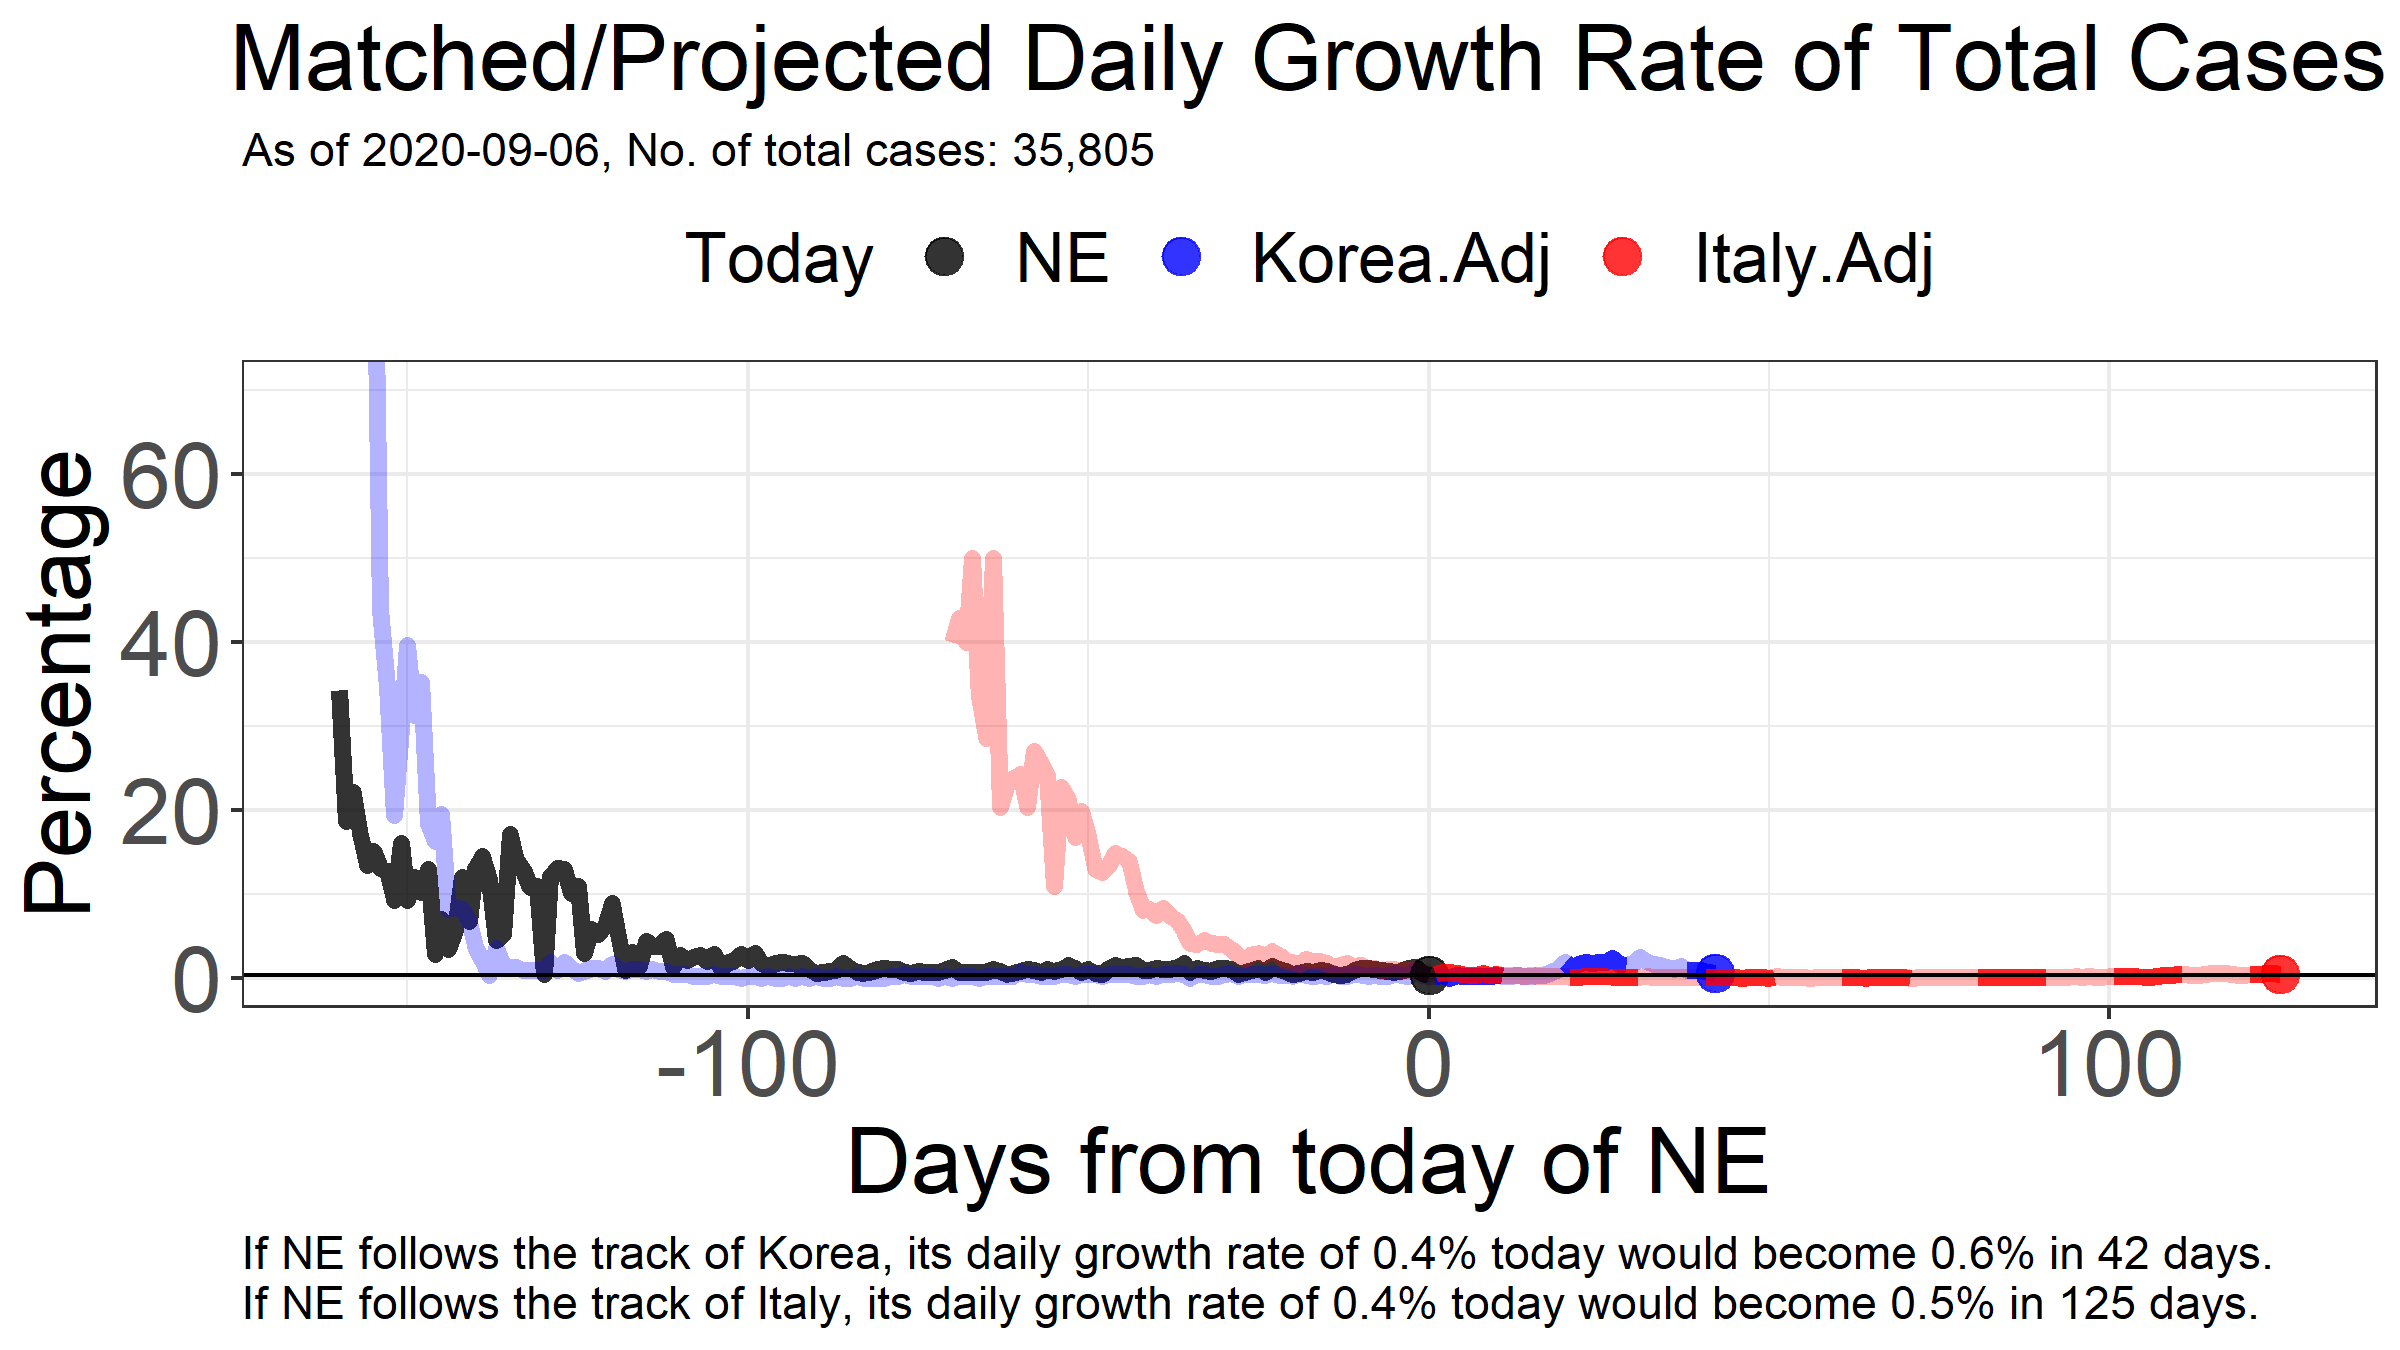 Matched/Projected Daily Growth Rate of Total Cases
As of 2020-09-06, No. of total cases: 35,805
Today NE Korea.Adj Italy.Adj
Percentage
60
40
20
0
-100 0 100
Days from today of NE
If NE follows the track of Korea, its daily growth rate of 0.4% today would become 0.6% in 42 days.
If NE follows the track of Italy, its daily growth rate of 0.4% today would become 0.5% in 125 days.